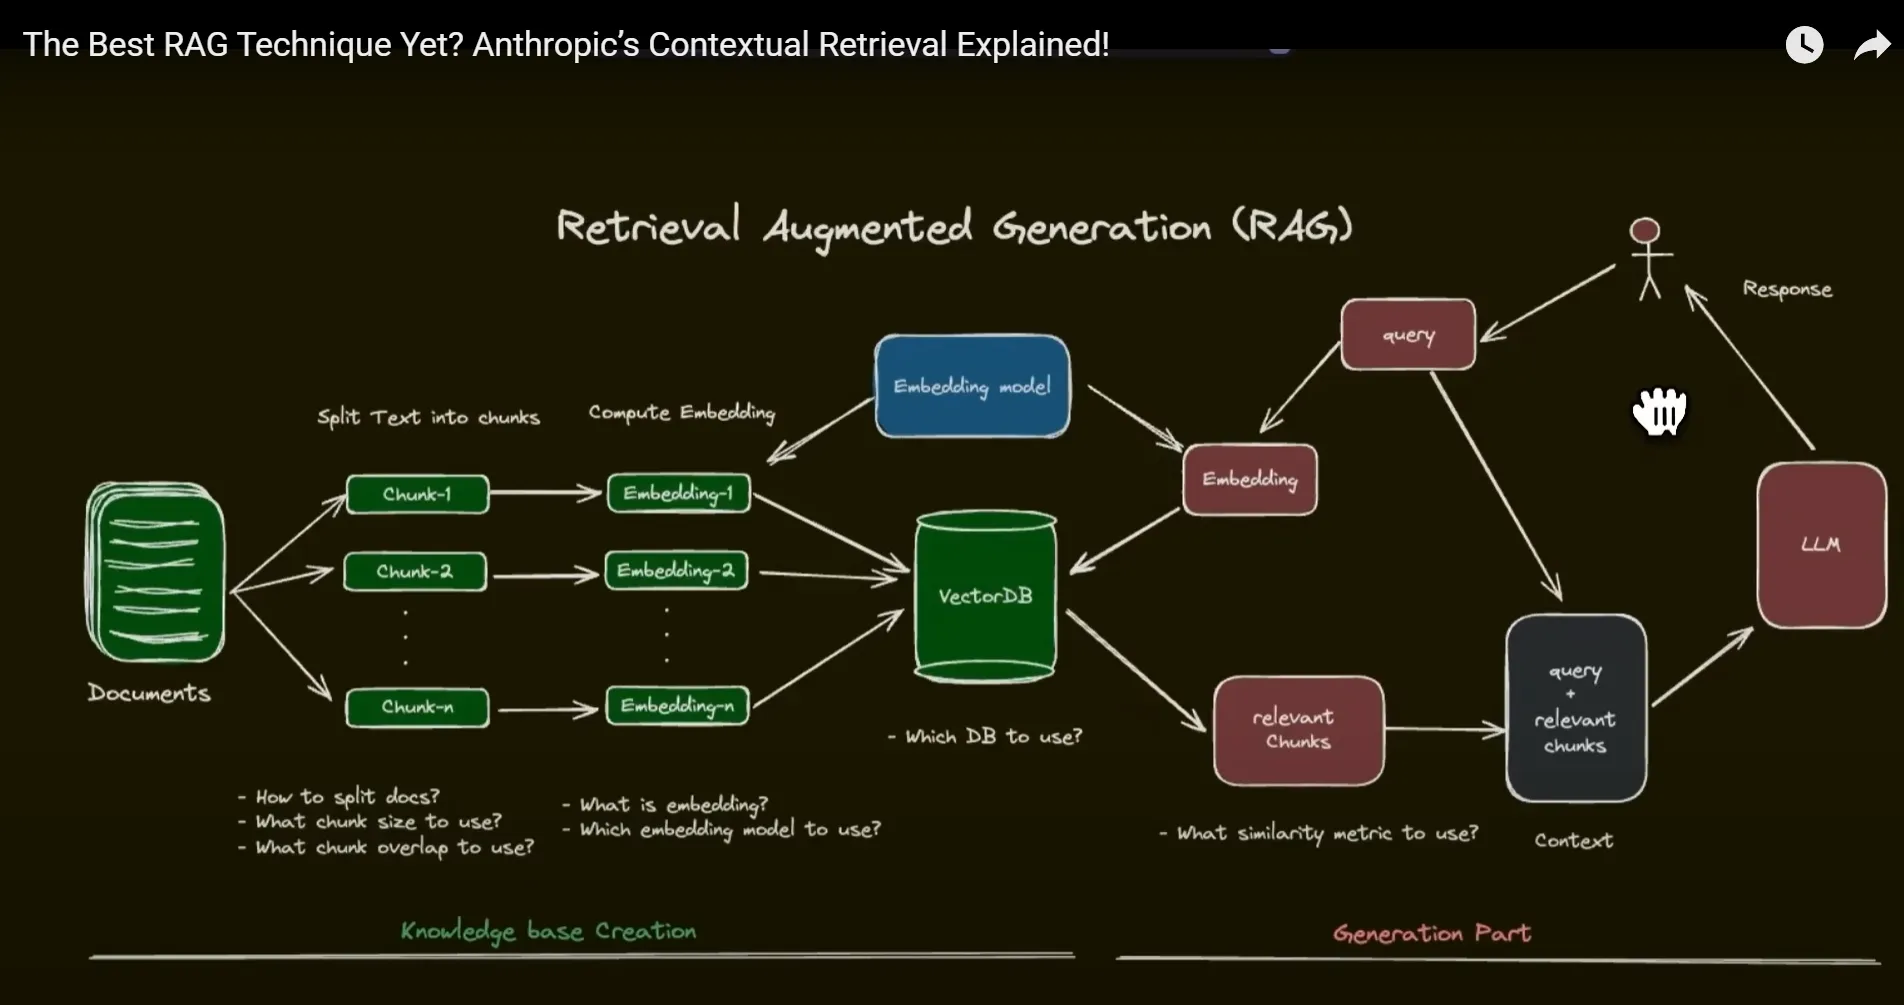 The Best RAG Technique Yet? Anthropic’s Contextual Retrieval Explained!
Retrieval Augmented Generation (RAG)
Response
query
Embedding model
Split Text into chunks
Compute Embedding
Embedding
Chunk-1
Embedding-1
Chunk-2
Embedding-2
Chunk-n
Embedding-n
Documents
VectorDB
LLM
query
+
relevant
chunks
relevant
Chunks
- Which DB to use?
- How to split docs?
- What chunk size to use?
- What chunk overlap to use?
- What is embedding?
- Which embedding model to use?
- What similarity metric to use?
Context
Knowledge base Creation
Generation Part